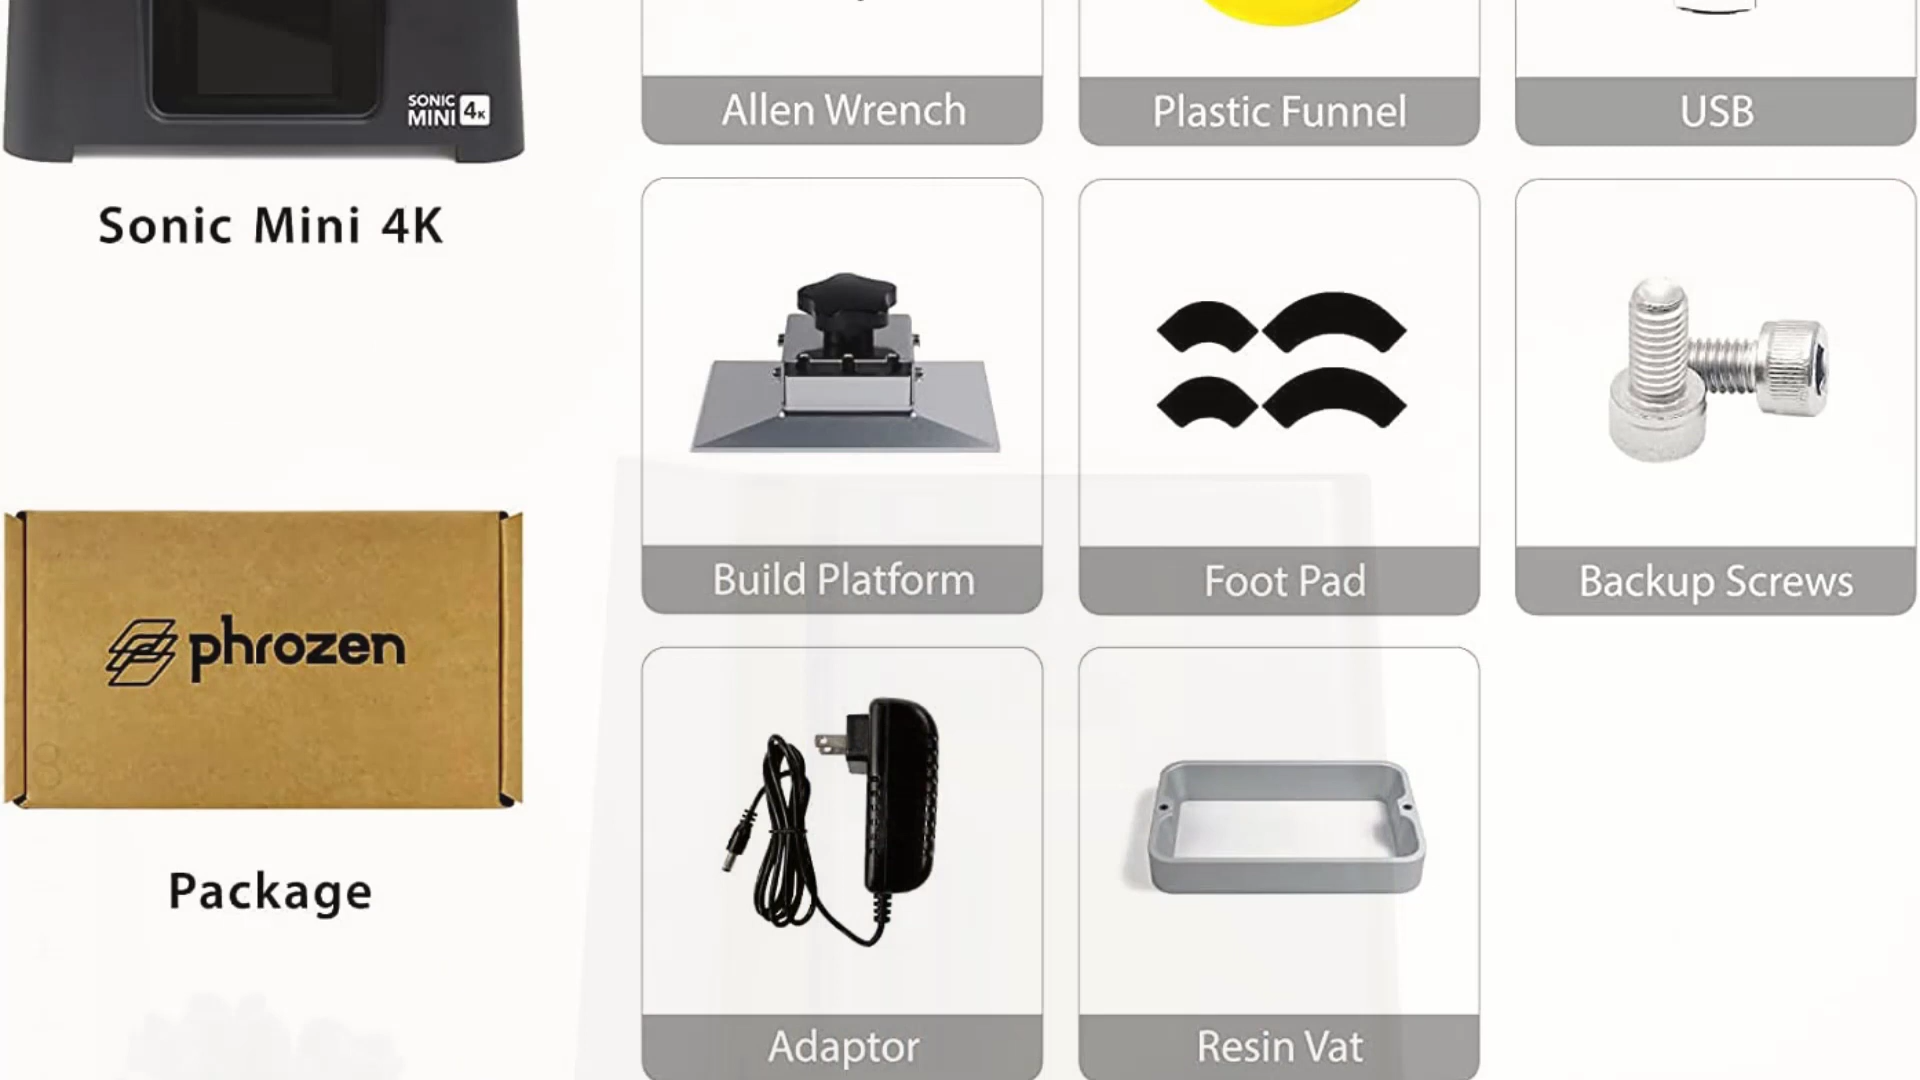 SONIC
MINI 4K
Sonic Mini 4K
phrozen
Package
Allen Wrench
Plastic Funnel
USB
Build Platform
Foot Pad
Backup Screws
Adaptor
Resin Vat